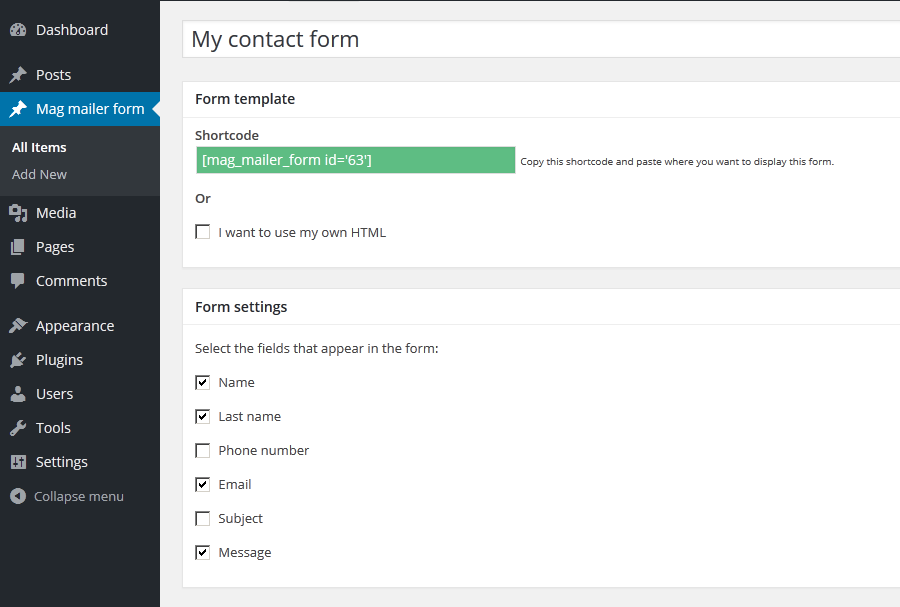 Dashboard
Posts
Mag mailer form
All Items
Add New
Media
Pages
Comments
Appearance
Plugins
Users
Tools
Settings
Collapse menu
My contact form
Form template
Shortcode
[mag_mailer_form id='63'] Copy this shortcode and paste where you want to display this form.
Or
I want to use my own HTML
Form settings
Select the fields that appear in the form:
Name
Last name
Phone number
Email
Subject
Message